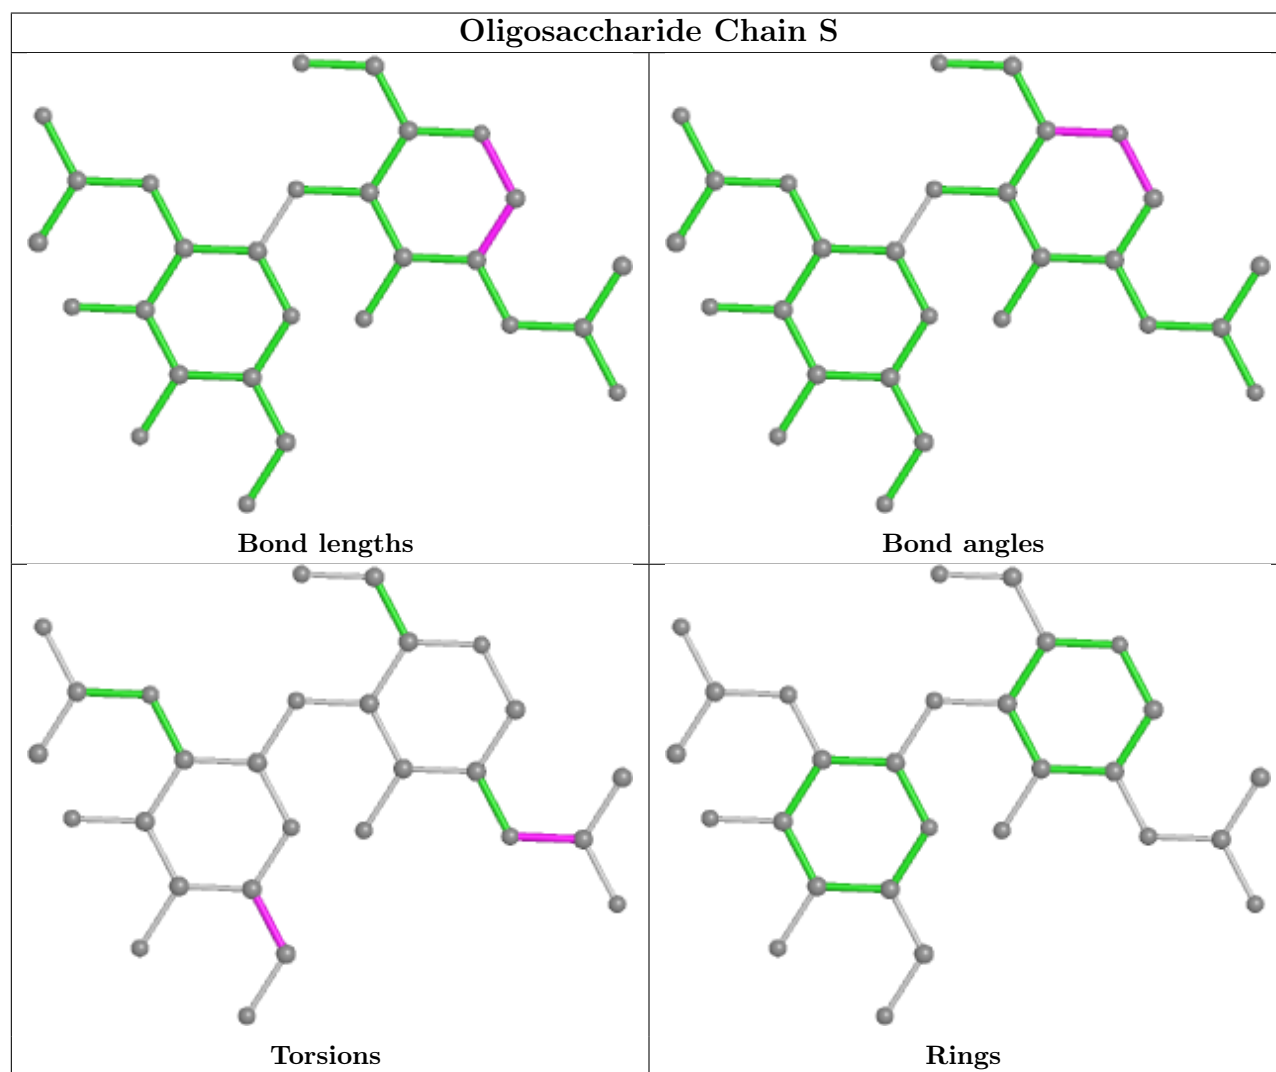 Oligosaccharide Chain S
Bond lengths
Bond angles
Torsions
Rings